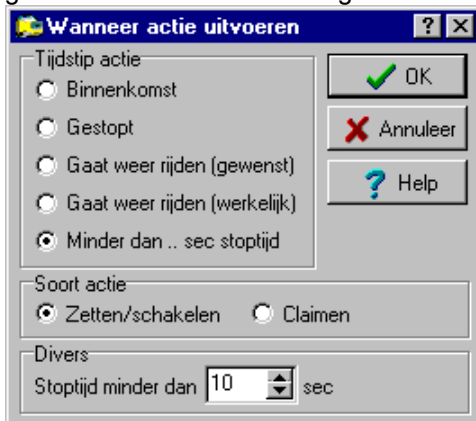 Wanneer actie uitvoeren
Tijdstip actie
Binnenkomst
Gestopt
Gaat weer rijden (gewenst)
Gaat weer rijden (werkelijk)
Minder dan .. sec stoptijd
OK
Annuleer
Help
Soort actie
Zetten/schakelen
Claimen
Divers
Stoptijd minder dan 10 sec